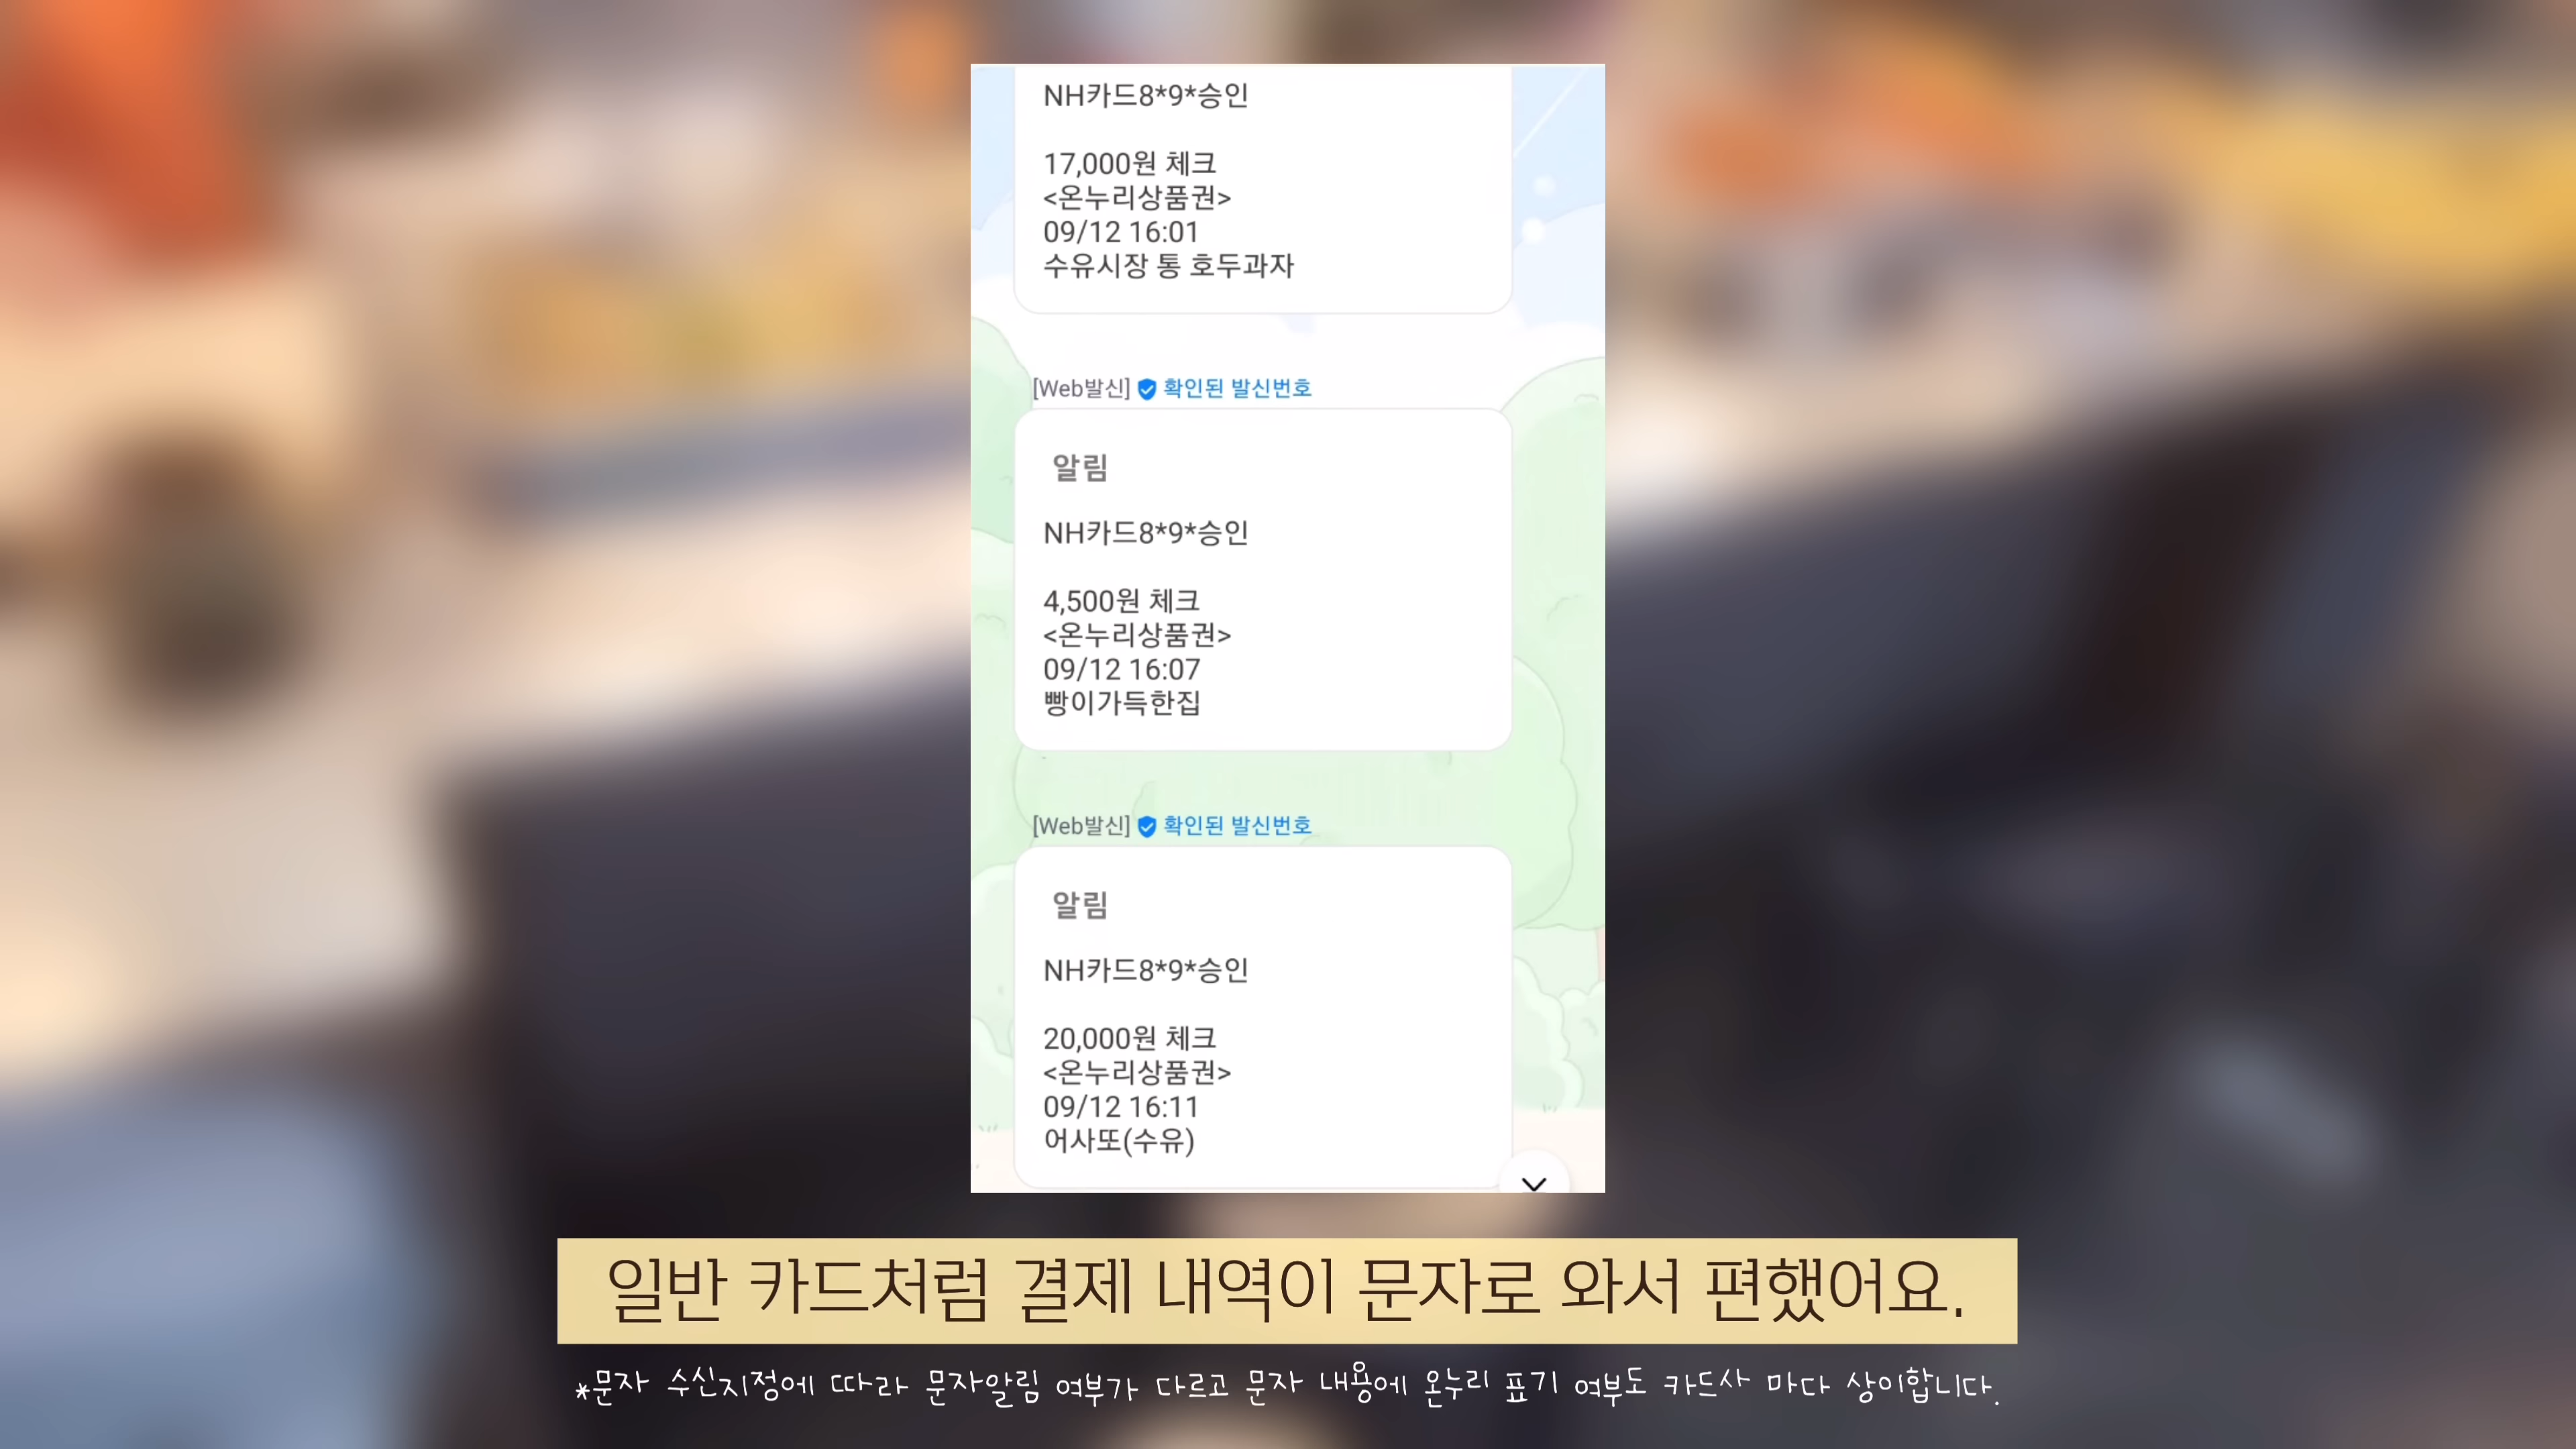 NH카드8*9*승인
17,000원 체크
<온누리상품권>
09/12 16:01
수유시장 통 호두과자
[Web발신] 확인된 발신번호
알림
NH카드8*9*승인
4,500원 체크
<온누리상품권>
09/12 16:07
빵이가득한집
[Web발신] 확인된 발신번호
알림
NH카드8*9*승인
20,000원 체크
<온누리상품권>
09/12 16:11
어사또(수유)
일반 카드처럼 결제 내역이 문자로 와서 편했어요.
*문자 수신지정에 따라 문자알림 여부가 다르고 문자 내용에 온누리 표기 여부도 카드사 마다 상이합니다.